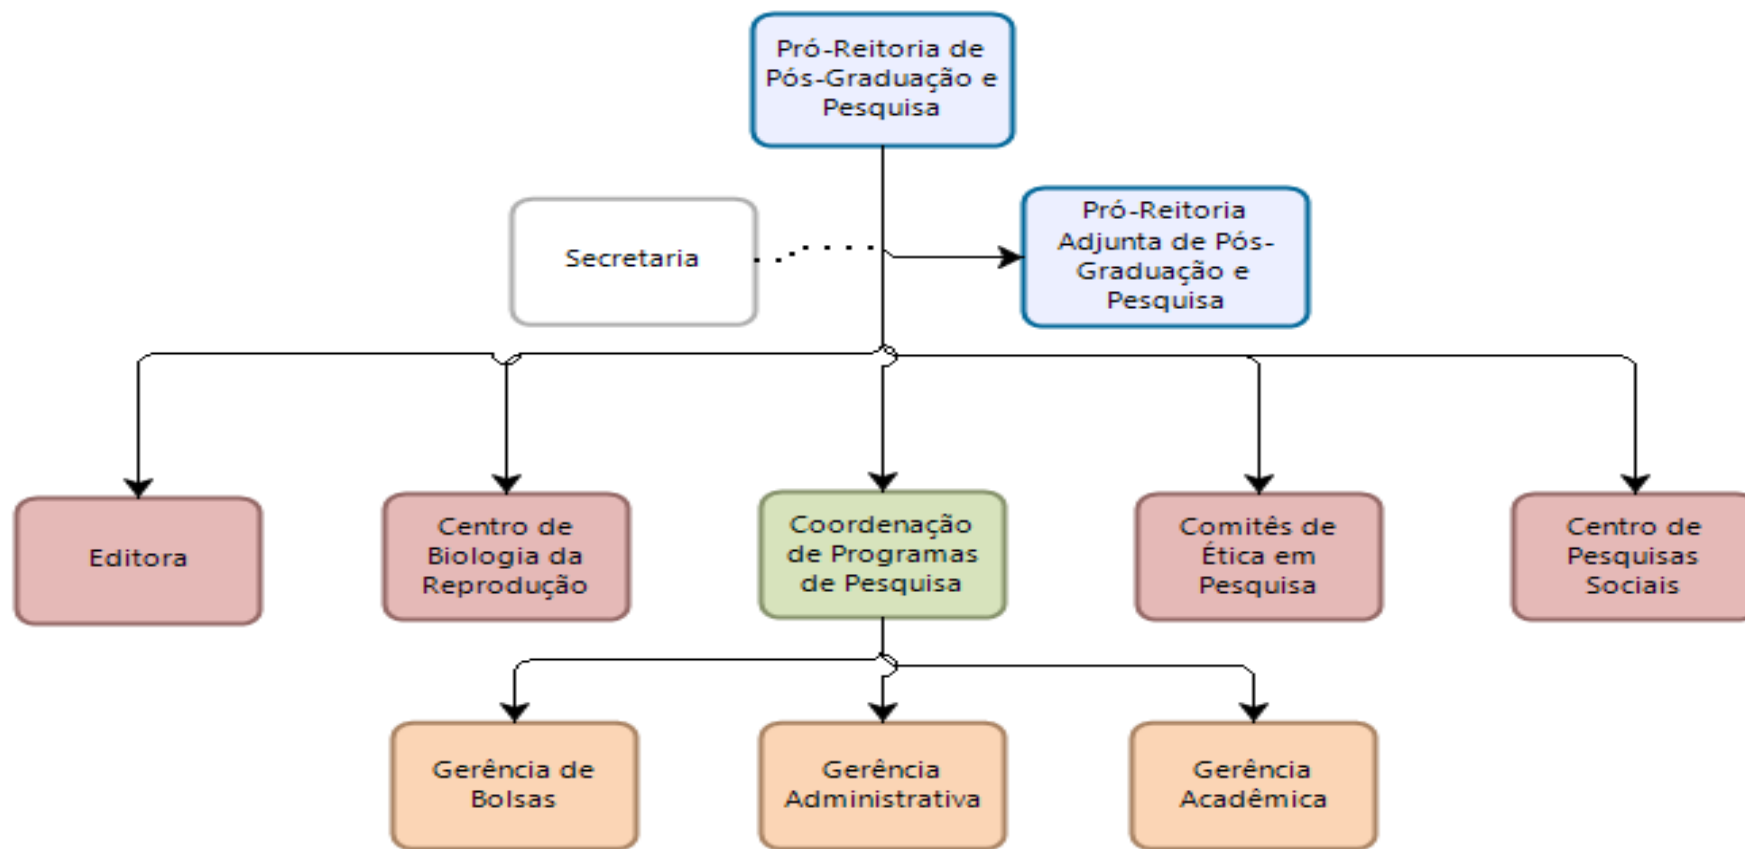 Pró-Reitoria de
Pós-Graduação e
Pesquisa
Secretaria
Pró-Reitoria
Adjunta de Pós-
Graduação e
Pesquisa
Editora
Centro de
Biologia da
Reprodução
Coordenação
de Programas
de Pesquisa
Comitês de
Ética em
Pesquisa
Centro de
Pesquisas
Sociais
Gerência de
Bolsas
Gerência
Administrativa
Gerência
Acadêmica